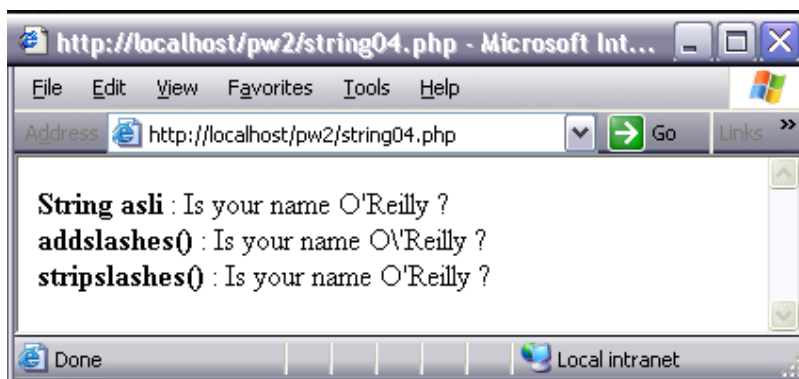 http://localhost/pw2/string04.php - Microsoft Int...
File Edit View Favorites Tools Help
Address http://localhost/pw2/string04.php Go Links »
String asli : Is your name O'Reilly ?
addslashes() : Is your name O\'Reilly ?
stripslashes() : Is your name O'Reilly ?
Done Local intranet